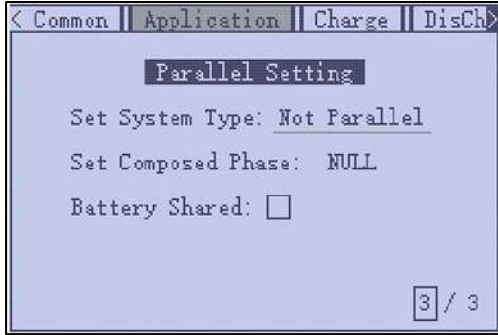 < Common Application Charge DisCh>
Parallel Setting
Set System Type: Not Parallel
Set Composed Phase: NULL
Battery Shared:
3 / 3